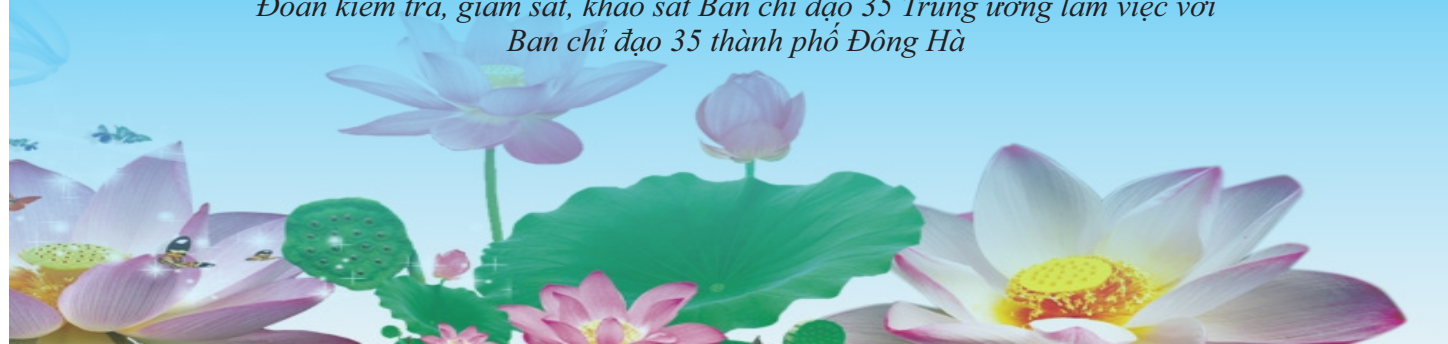 Đoàn kiểm tra, giám sát, khảo sát Ban chỉ đạo 35 Trung ương làm việc với
Ban chỉ đạo 35 thành phố Đông Hà